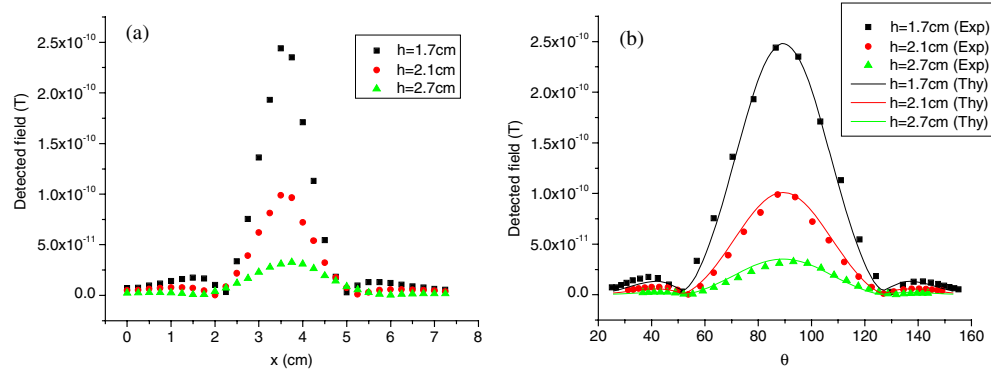 (a)
h=1.7cm
h=2.1cm
h=2.7cm
2.5x10⁻¹⁰
2.0x10⁻¹⁰
1.5x10⁻¹⁰
1.0x10⁻¹⁰
5.0x10⁻¹¹
0.0
Detected field (T)
0 1 2 3 4 5 6 7 8
x (cm)
(b)
h=1.7cm (Exp)
h=2.1cm (Exp)
h=2.7cm (Exp)
h=1.7cm (Thy)
h=2.1cm (Thy)
h=2.7cm (Thy)
2.5x10⁻¹⁰
2.0x10⁻¹⁰
1.5x10⁻¹⁰
1.0x10⁻¹⁰
5.0x10⁻¹¹
0.0
Detected field (T)
20 40 60 80 100 120 140 160
θ